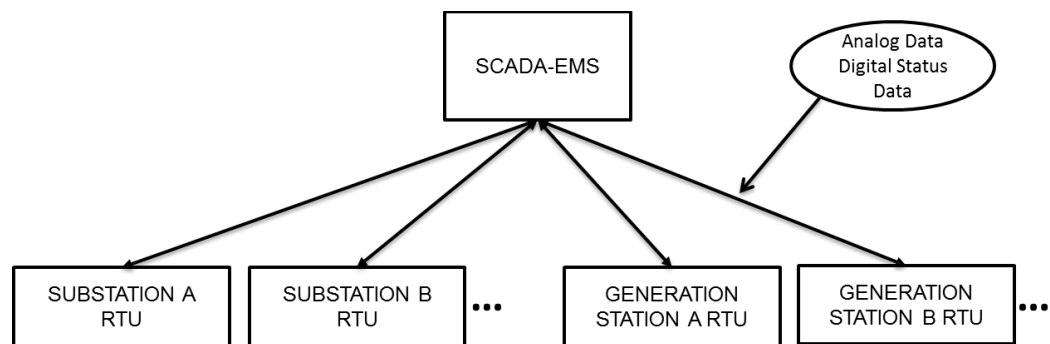 SCADA-EMS
Analog Data
Digital Status
Data
SUBSTATION A
RTU
SUBSTATION B
RTU
...
GENERATION
STATION A RTU
GENERATION
STATION B RTU
...